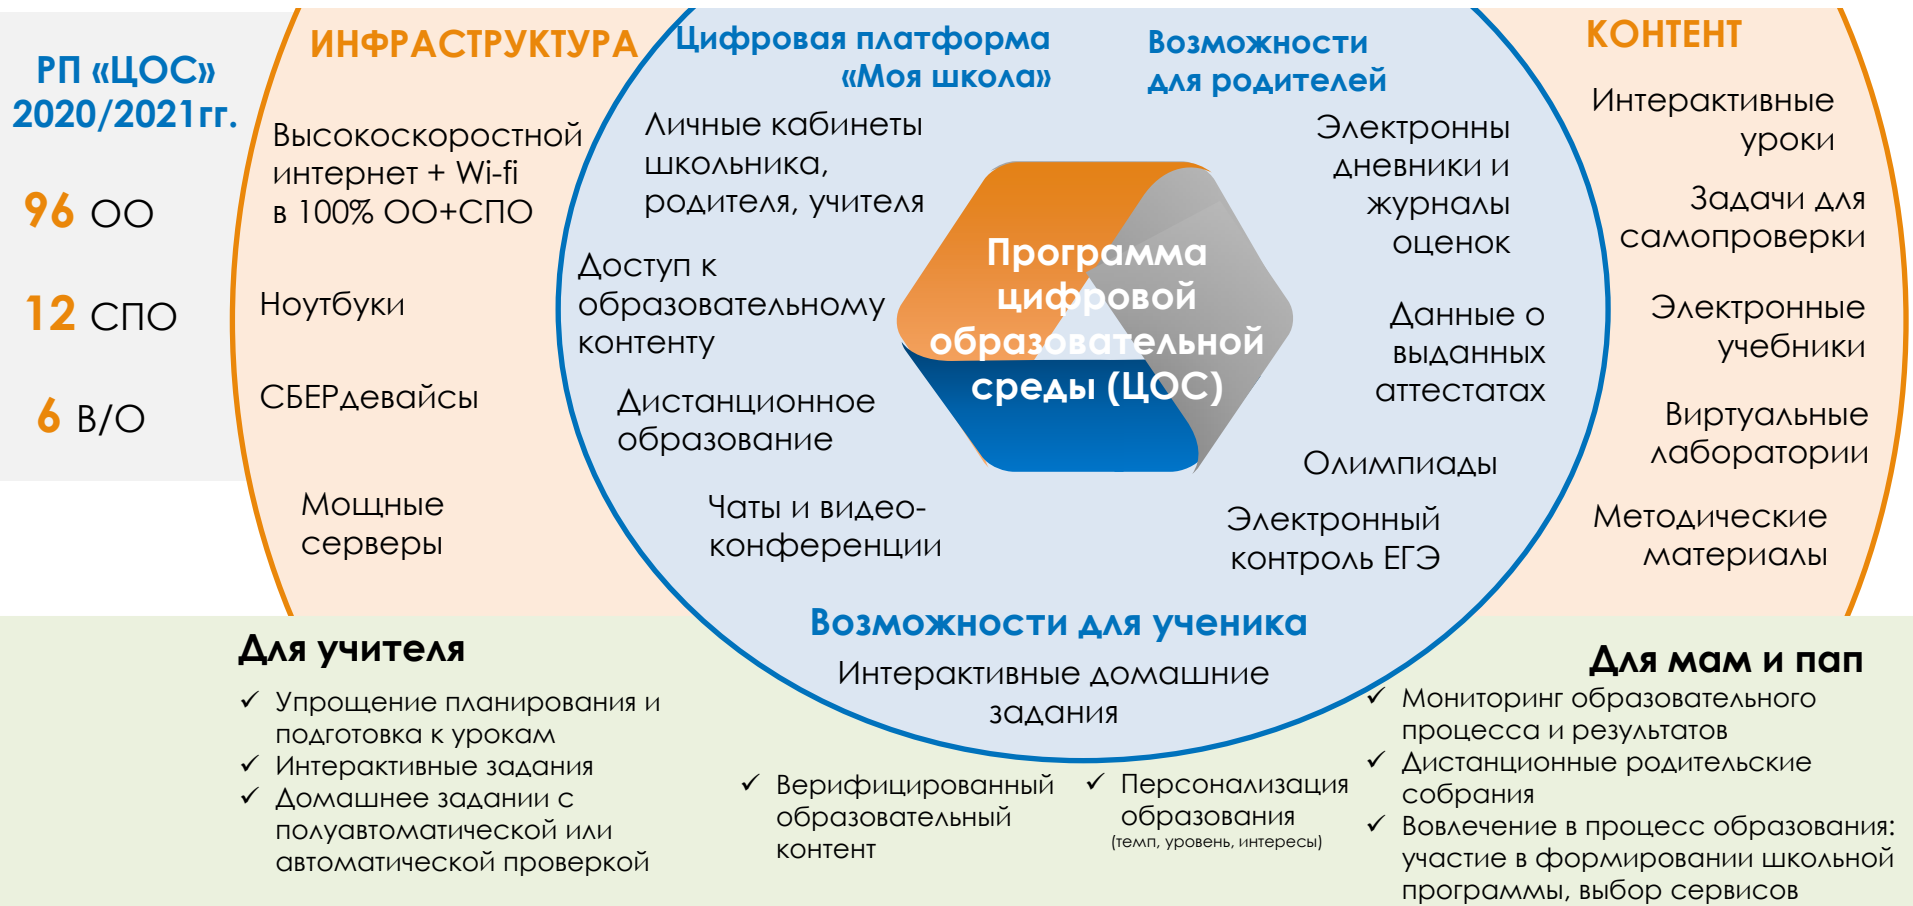 РП «ЦОС»
2020/2021гг.
96 ОО
12 СПО
6 В/О
ИНФРАСТРУКТУРА
Высокоскоростной
интернет + Wi-fi
в 100% ОО+СПО
Ноутбуки
СБЕРдевайсы
Мощные
серверы
Цифровая платформа
«Моя школа»
Личные кабинеты
школьника,
родителя, учителя
Доступ к
образовательному
контенту
Дистанционное
образование
Чаты и видео-
конференции
Программа
цифровой
образовательной
среды (ЦОС)
Возможности
для родителей
Электронны
дневники и
журналы
оценок
Данные о
выданных
аттестатах
Олимпиады
Электронный
контроль ЕГЭ
КОНТЕНТ
Интерактивные
уроки
Задачи для
самопроверки
Электронные
учебники
Виртуальные
лаборатории
Методические
материалы
Возможности для ученика
Интерактивные домашние
задания
Для учителя
✓ Упрощение планирования и
подготовка к урокам
✓ Интерактивные задания
✓ Домашнее задании с
полуавтоматической или
автоматической проверкой
✓ Верифицированный
образовательный
контент
✓ Персонализация
образования
(темп, уровень, интересы)
Для мам и пап
✓ Мониторинг образовательного
процесса и результатов
✓ Дистанционные родительские
собрания
✓ Вовлечение в процесс образования:
участие в формировании школьной
программы, выбор сервисов